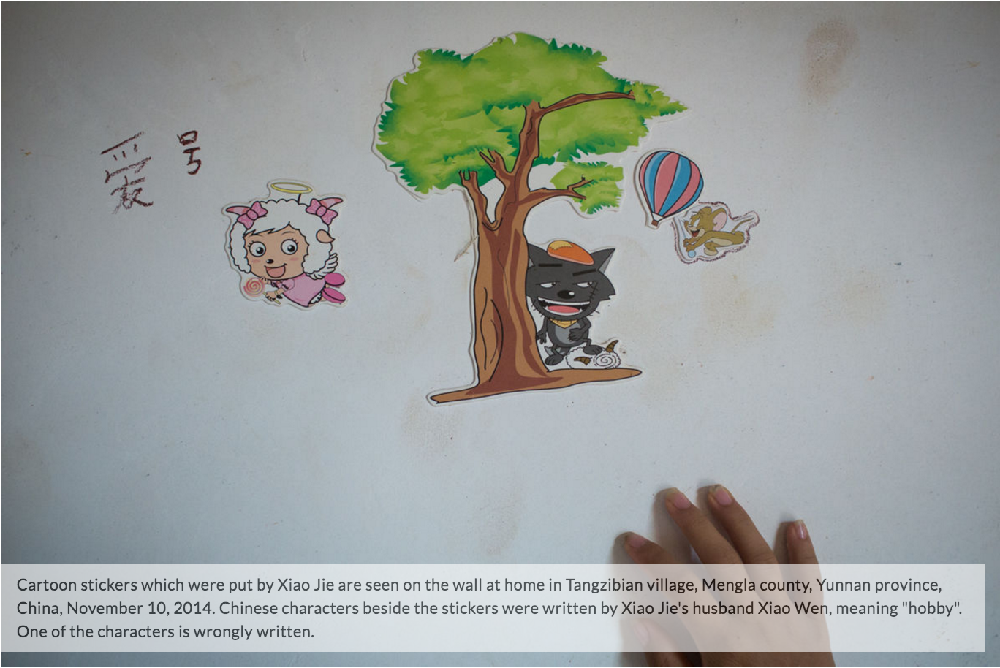 爱号
Cartoon stickers which were put by Xiao Jie are seen on the wall at home in Tangzibian village, Mengla county, Yunnan province,
China, November 10, 2014. Chinese characters beside the stickers were written by Xiao Jie's husband Xiao Wen, meaning "hobby".
One of the characters is wrongly written.